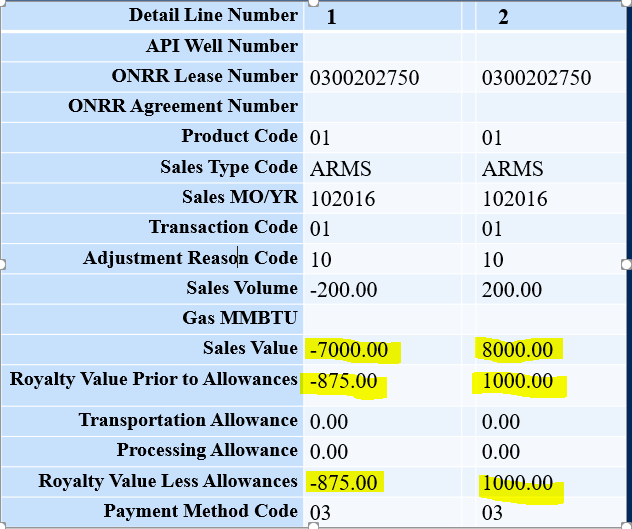 Detail Line Number 1 2
API Well Number
ONRR Lease Number 0300202750 0300202750
ONRR Agreement Number
Product Code 01 01
Sales Type Code ARMS ARMS
Sales MO/YR 102016 102016
Transaction Code 01 01
Adjustment Reason Code 10 10
Sales Volume -200.00 200.00
Gas MMBTU
Sales Value -7000.00 8000.00
Royalty Value Prior to Allowances -875.00 1000.00
Transportation Allowance 0.00 0.00
Processing Allowance 0.00 0.00
Royalty Value Less Allowances -875.00 1000.00
Payment Method Code 03 03